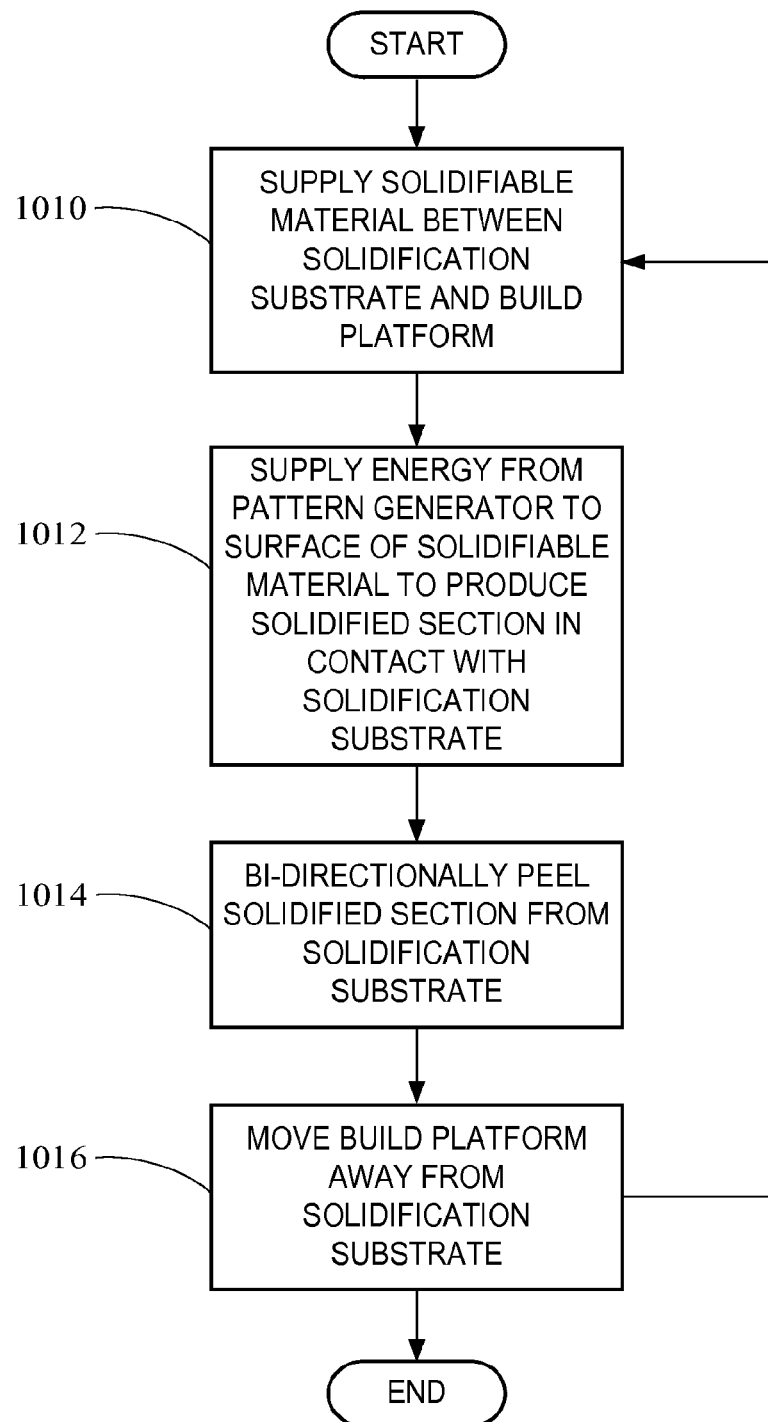 START
1010
SUPPLY SOLIDIFIABLE
MATERIAL BETWEEN
SOLIDIFICATION
SUBSTRATE AND BUILD
PLATFORM
1012
SUPPLY ENERGY FROM
PATTERN GENERATOR TO
SURFACE OF SOLIDIFIABLE
MATERIAL TO PRODUCE
SOLIDIFIED SECTION IN
CONTACT WITH
SOLIDIFICATION
SUBSTRATE
1014
BI-DIRECTIONALLY PEEL
SOLIDIFIED SECTION FROM
SOLIDIFICATION
SUBSTRATE
1016
MOVE BUILD PLATFORM
AWAY FROM
SOLIDIFICATION
SUBSTRATE
END